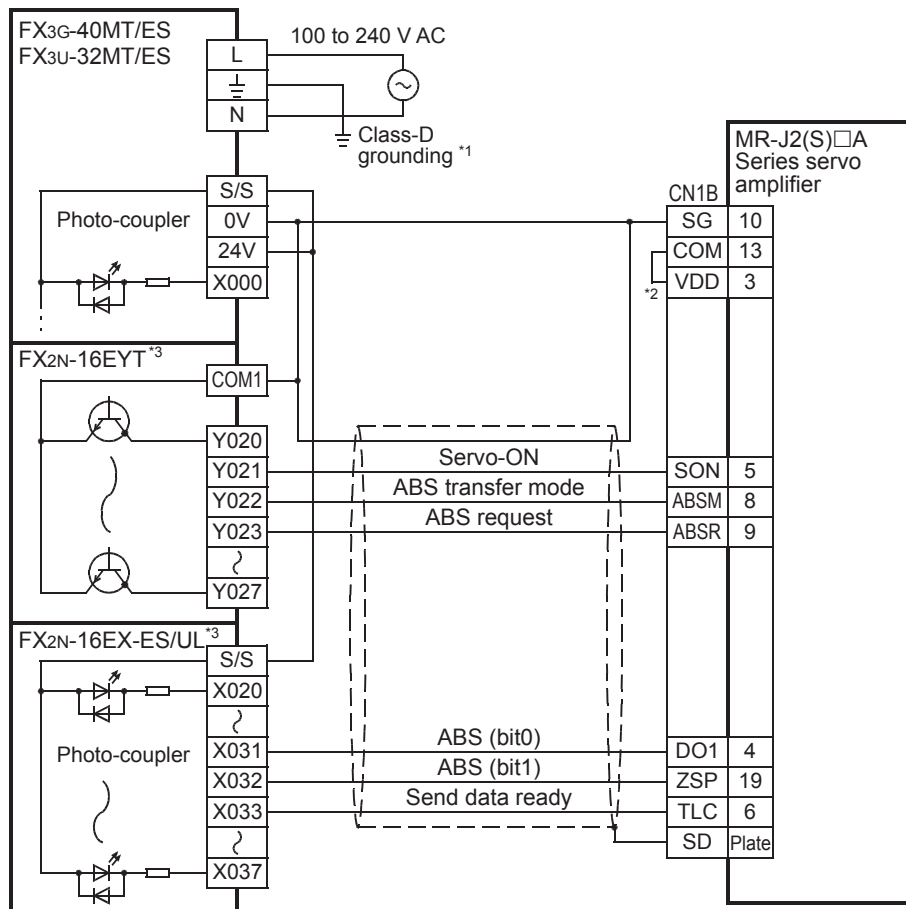 FX3G-40MT/ES
FX3U-32MT/ES
L
N
100 to 240 V AC
Class-D
grounding *1
S/S
0V
24V
X000
Photo-coupler
FX2N-16EYT*3
COM1
Y020
Y021
Y022
Y023
Y027
FX2N-16EX-ES/UL*3
S/S
X020
X031
X032
X033
X037
Photo-coupler
Servo-ON
ABS transfer mode
ABS request
ABS (bit0)
ABS (bit1)
Send data ready
MR-J2(S)□A
Series servo
amplifier
CN1B
SG 10
COM 13
VDD 3
*2
SON 5
ABSM 8
ABSR 9
DO1 4
ZSP 19
TLC 6
SD Plate